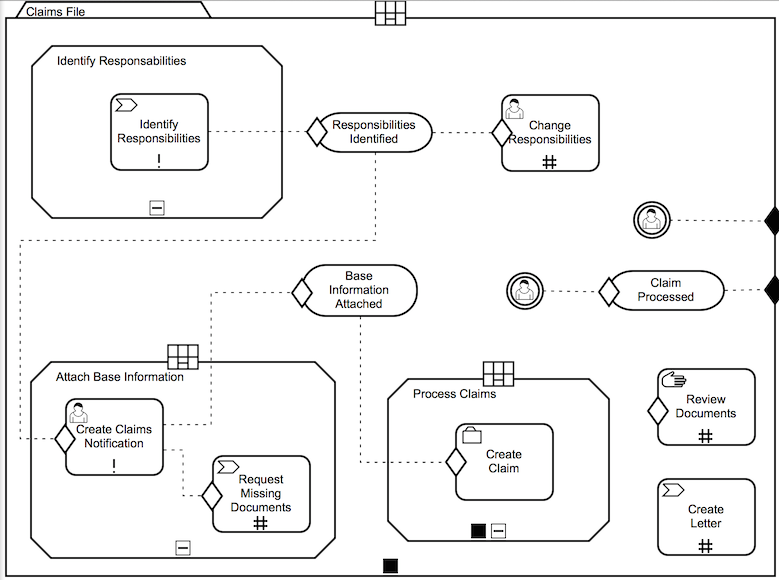 Claims File
Identify Responsabilities
Identify
Responsibilities
!
Responsibilities
Identified
Change
Responsibilities
#
Base
Information
Attached
Claim
Processed
Attach Base Information
Create Claims
Notification
!
Request
Missing
Documents
#
Process Claims
Create
Claim
Review
Documents
#
Create
Letter
#